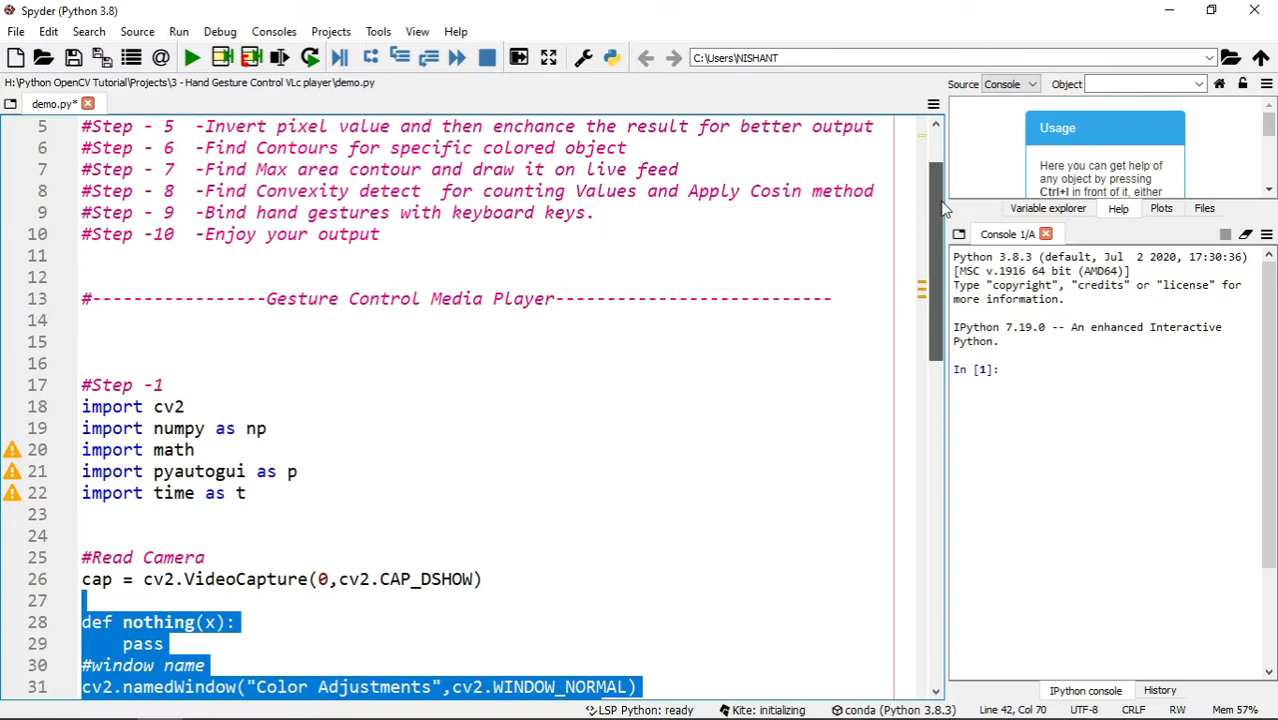 Spyder (Python 3.8)
File Edit Search Source Run Debug Consoles Projects Tools View Help
C:\Users\NISHANT
H:\Python OpenCV Tutorial\Projects\3 - Hand Gesture Control VLc player\demo.py
Source Console Object
demo.py*
5 #Step - 5  -Invert pixel value and then enchance the result for better output
6 #Step - 6  -Find Contours for specific colored object
7 #Step - 7  -Find Max area contour and draw it on live feed
8 #Step - 8  -Find Convexity detect  for counting Values and Apply Cosin method
9 #Step - 9  -Bind hand gestures with keyboard keys.
10 #Step -10  -Enjoy your output
11
12
13 #-----------------Gesture Control Media Player---------------------------
14
15
16
17 #Step -1
18 import cv2
19 import numpy as np
20 import math
21 import pyautogui as p
22 import time as t
23
24
25 #Read Camera
26 cap = cv2.VideoCapture(0,cv2.CAP_DSHOW)
27
28 def nothing(x):
29     pass
30 #window name
31 cv2.namedWindow("Color Adjustments",cv2.WINDOW_NORMAL)
Usage
Here you can get help of
any object by pressing
Ctrl+I in front of it, either
Variable explorer Help Plots Files
Console 1/A
Python 3.8.3 (default, Jul  2 2020, 17:30:36)
[MSC v.1916 64 bit (AMD64)]
Type "copyright", "credits" or "license" for
more information.
IPython 7.19.0 -- An enhanced Interactive
Python.
In [1]:
IPython console History
LSP Python: ready Kite: initializing conda (Python 3.8.3) Line 42, Col 70 UTF-8 CRLF RW Mem 57%